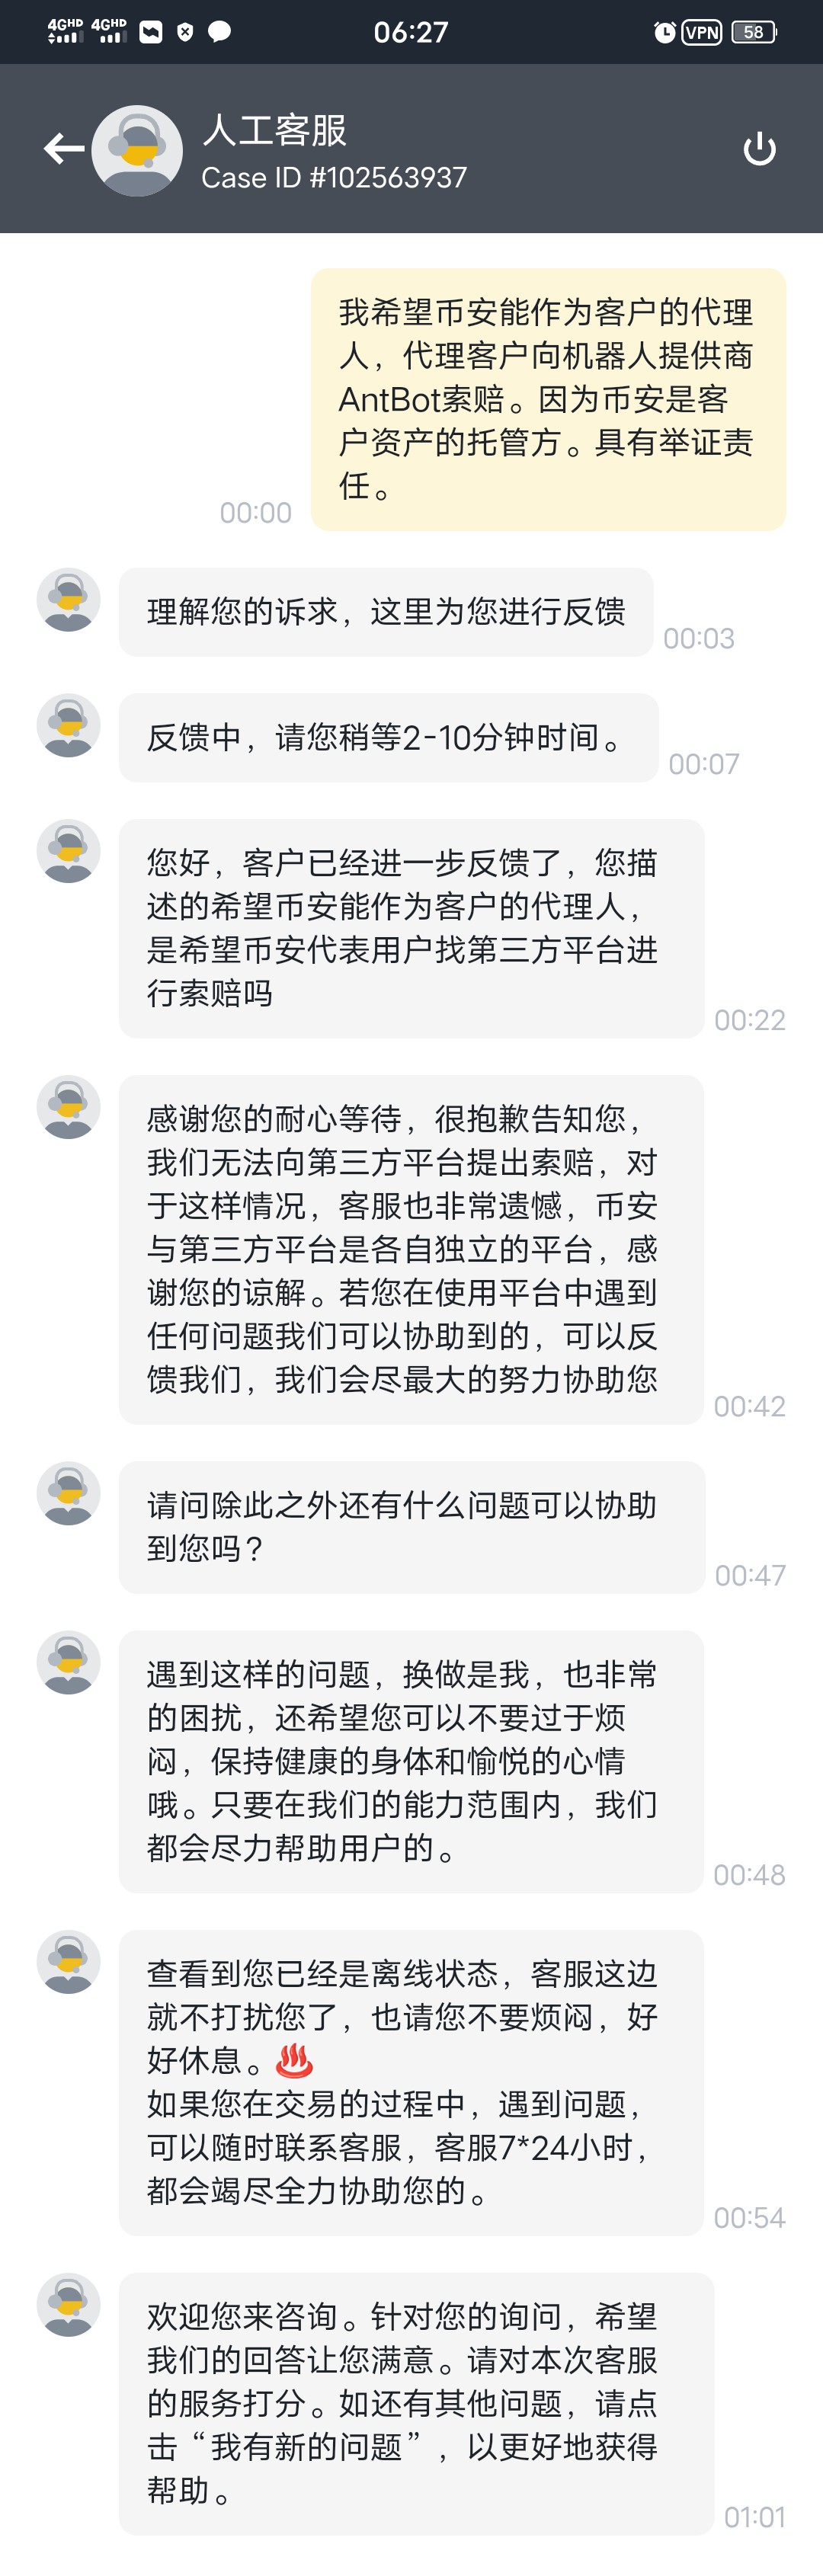 4GHD 4GHD 06:27 VPN 58
人工客服
Case ID #102563937
我希望币安能作为客户的代理
人，代理客户向机器人提供商
AntBot索赔。因为币安是客
户资产的托管方。具有举证责
任。
00:00
理解您的诉求，这里为您进行反馈
00:03
反馈中，请您稍等2-10分钟时间。
00:07
您好，客户已经进一步反馈了，您描
述的希望币安能作为客户的代理人，
是希望币安代表用户找第三方平台进
行索赔吗
00:22
感谢您的耐心等待，很抱歉告知您，
我们无法向第三方平台提出索赔，对
于这样情况，客服也非常遗憾，币安
与第三方平台是各自独立的平台，感
谢您的谅解。若您在使用平台中遇到
任何问题我们可以协助到的，可以反
馈我们，我们会尽最大的努力协助您
00:42
请问除此之外还有什么问题可以协助
到您吗？
00:47
遇到这样的问题，换做是我，也非常
的困扰，还希望您可以不要过于烦
闷，保持健康的身体和愉悦的心情
哦。只要在我们的能力范围内，我们
都会尽力帮助用户的。
00:48
查看到您已经是离线状态，客服这边
就不打扰您了，也请您不要烦闷，好
好休息。♨️
如果您在交易的过程中，遇到问题，
可以随时联系客服，客服7*24小时，
都会竭尽全力协助您的。
00:54
欢迎您来咨询。针对您的询问，希望
我们的回答让您满意。请对本次客服
的服务打分。如还有其他问题，请点
击“我有新的问题”，以更好地获得
帮助。
01:01